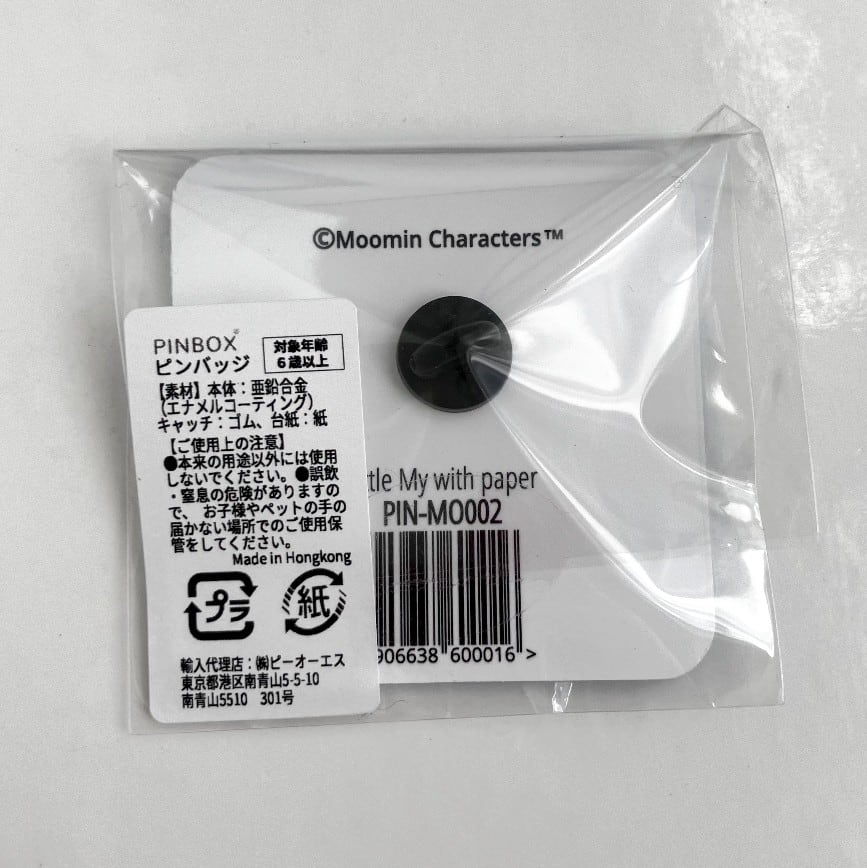 ©Moomin Characters™
PINBOX®
ピンバッジ
対象年齢
6歳以上
【素材】本体：亜鉛合金
（エナメルコーティング）
キャッチ：ゴム、台紙：紙
【ご使用上の注意】
●本来の用途以外には使用
しないでください。●誤飲
・窒息の危険がありますの
で、 お子様やペットの手の
届かない場所でのご使用保
管をしてください。
Made in Hongkong
プラ
紙
輸入代理店：㈱ピーオーエス
東京都港区南青山5-5-10
南青山5510 301号
My with paper
PIN-MO002
906638 600016 >